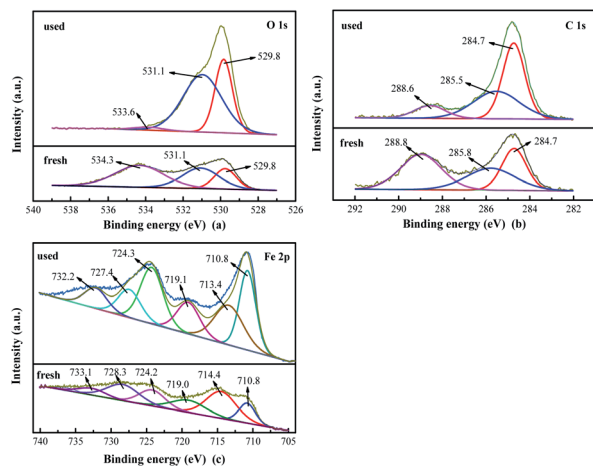 used
O 1s
529.8
531.1
533.6
fresh
534.3
531.1
529.8
540 538 536 534 532 530 528 526
Binding energy (eV) (a)
Intensity (a.u.)
used
C 1s
284.7
285.5
288.6
fresh
288.8
285.8
284.7
292 290 288 286 284 282
Binding energy (eV) (b)
Intensity (a.u.)
Fe 2p
used
732.2
727.4
724.3
719.1
713.4
710.8
fresh
733.1
728.3
724.2
719.0
714.4
710.8
740 735 730 725 720 715 710 705
Binding energy (eV) (c)
Intensity (a.u.)